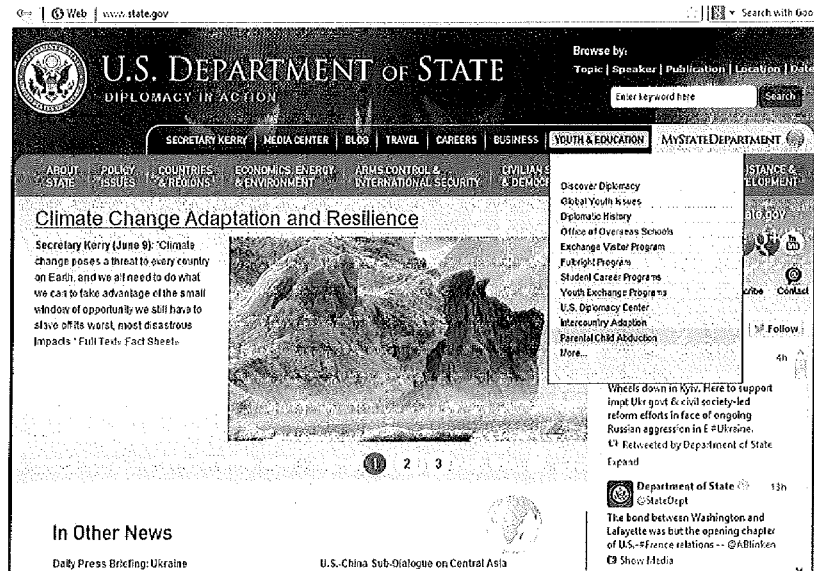 Web www.state.gov
Search with Goo
U.S. DEPARTMENT OF STATE
DIPLOMACY IN ACTION
Browse by:
Topic | Speaker | Publication | Location | Date
Enter keyword here Search
SECRETARY KERRY | MEDIA CENTER | BLOG | TRAVEL | CAREERS | BUSINESS | YOUTH & EDUCATION MYSTATEDEPARTMENT
ABOUT STATE
POLICY ISSUES
COUNTRIES & REGIONS
ECONOMICS, ENERGY & ENVIRONMENT
ARMS CONTROL & INTERNATIONAL SECURITY
CIVILIAN S
& DEMOCR
ISTANCE &
ELOPMENT
Discover Diplomacy
Global Youth Issues
Diplomatic History
Office of Overseas Schools
Exchange Visitor Program
Fulbright Program
Student Career Programs
Youth Exchange Programs
U.S. Diplomacy Center
Intercountry Adoption
Parental Child Abduction
More...
Climate Change Adaptation and Resilience
Secretary Kerry (June 9): "Climate
change poses a threat to every country
on Earth, and we all need to do what
we can to take advantage of the small
window of opportunity we still have to
stave off its worst, most disastrous
impacts." Full Text» Fact Sheet»
1 2 3
ate.gov
You Tube
cribe Contact
Follow
4h
Wheels down in Kyiv. Here to support
impt Ukr govt & civil society-led
reform efforts in face of ongoing
Russian aggression in E #Ukraine.
Retweeted by Department of State
Expand
Department of State 13h
@StateDept
The bond between Washington and
Lafayette was but the opening chapter
of U.S.-#France relations -- @ABlinken
Show Media
In Other News
Daily Press Briefing: Ukraine
U.S.-China Sub-Dialogue on Central Asia